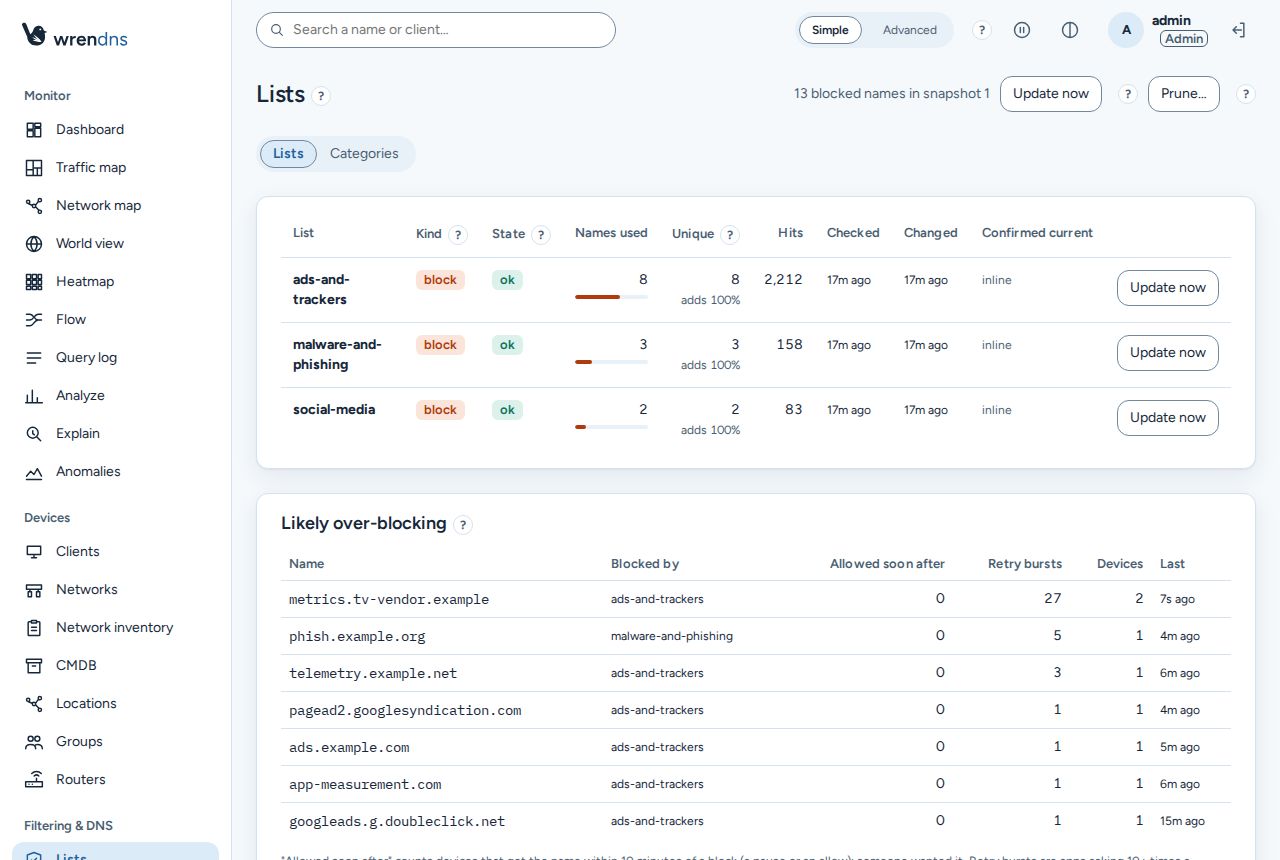 wrendns
Search a name or client...
Simple
Advanced
?
A
admin
Admin
Monitor
Dashboard
Traffic map
Network map
World view
Heatmap
Flow
Query log
Analyze
Explain
Anomalies
Devices
Clients
Networks
Network inventory
CMDB
Locations
Groups
Routers
Filtering & DNS
Lists
Lists ?
13 blocked names in snapshot 1
Update now
?
Prune...
?
Lists
Categories
List Kind ? State ? Names used Unique ? Hits Checked Changed Confirmed current
ads-and-trackers block ok 8 8 adds 100% 2,212 17m ago 17m ago inline Update now
malware-and-phishing block ok 3 3 adds 100% 158 17m ago 17m ago inline Update now
social-media block ok 2 2 adds 100% 83 17m ago 17m ago inline Update now
Likely over-blocking ?
Name Blocked by Allowed soon after Retry bursts Devices Last
metrics.tv-vendor.example ads-and-trackers 0 27 2 7s ago
phish.example.org malware-and-phishing 0 5 1 4m ago
telemetry.example.net ads-and-trackers 0 3 1 6m ago
pagead2.googlesyndication.com ads-and-trackers 0 1 1 4m ago
ads.example.com ads-and-trackers 0 1 1 5m ago
app-measurement.com ads-and-trackers 0 1 1 6m ago
googleads.g.doubleclick.net ads-and-trackers 0 1 1 15m ago